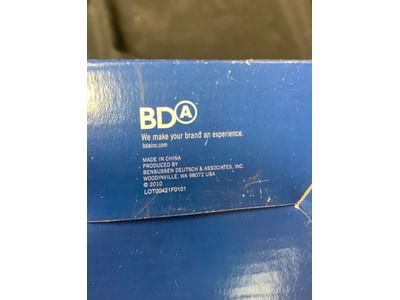 BDA
We make your brand an experience.
bdainc.com
MADE IN CHINA
PRODUCED BY
BENSUSSEN DEUTSCH & ASSOCIATES, INC.
WOODINVILLE, WA 98072 USA
© 2010
LOT00421F0101